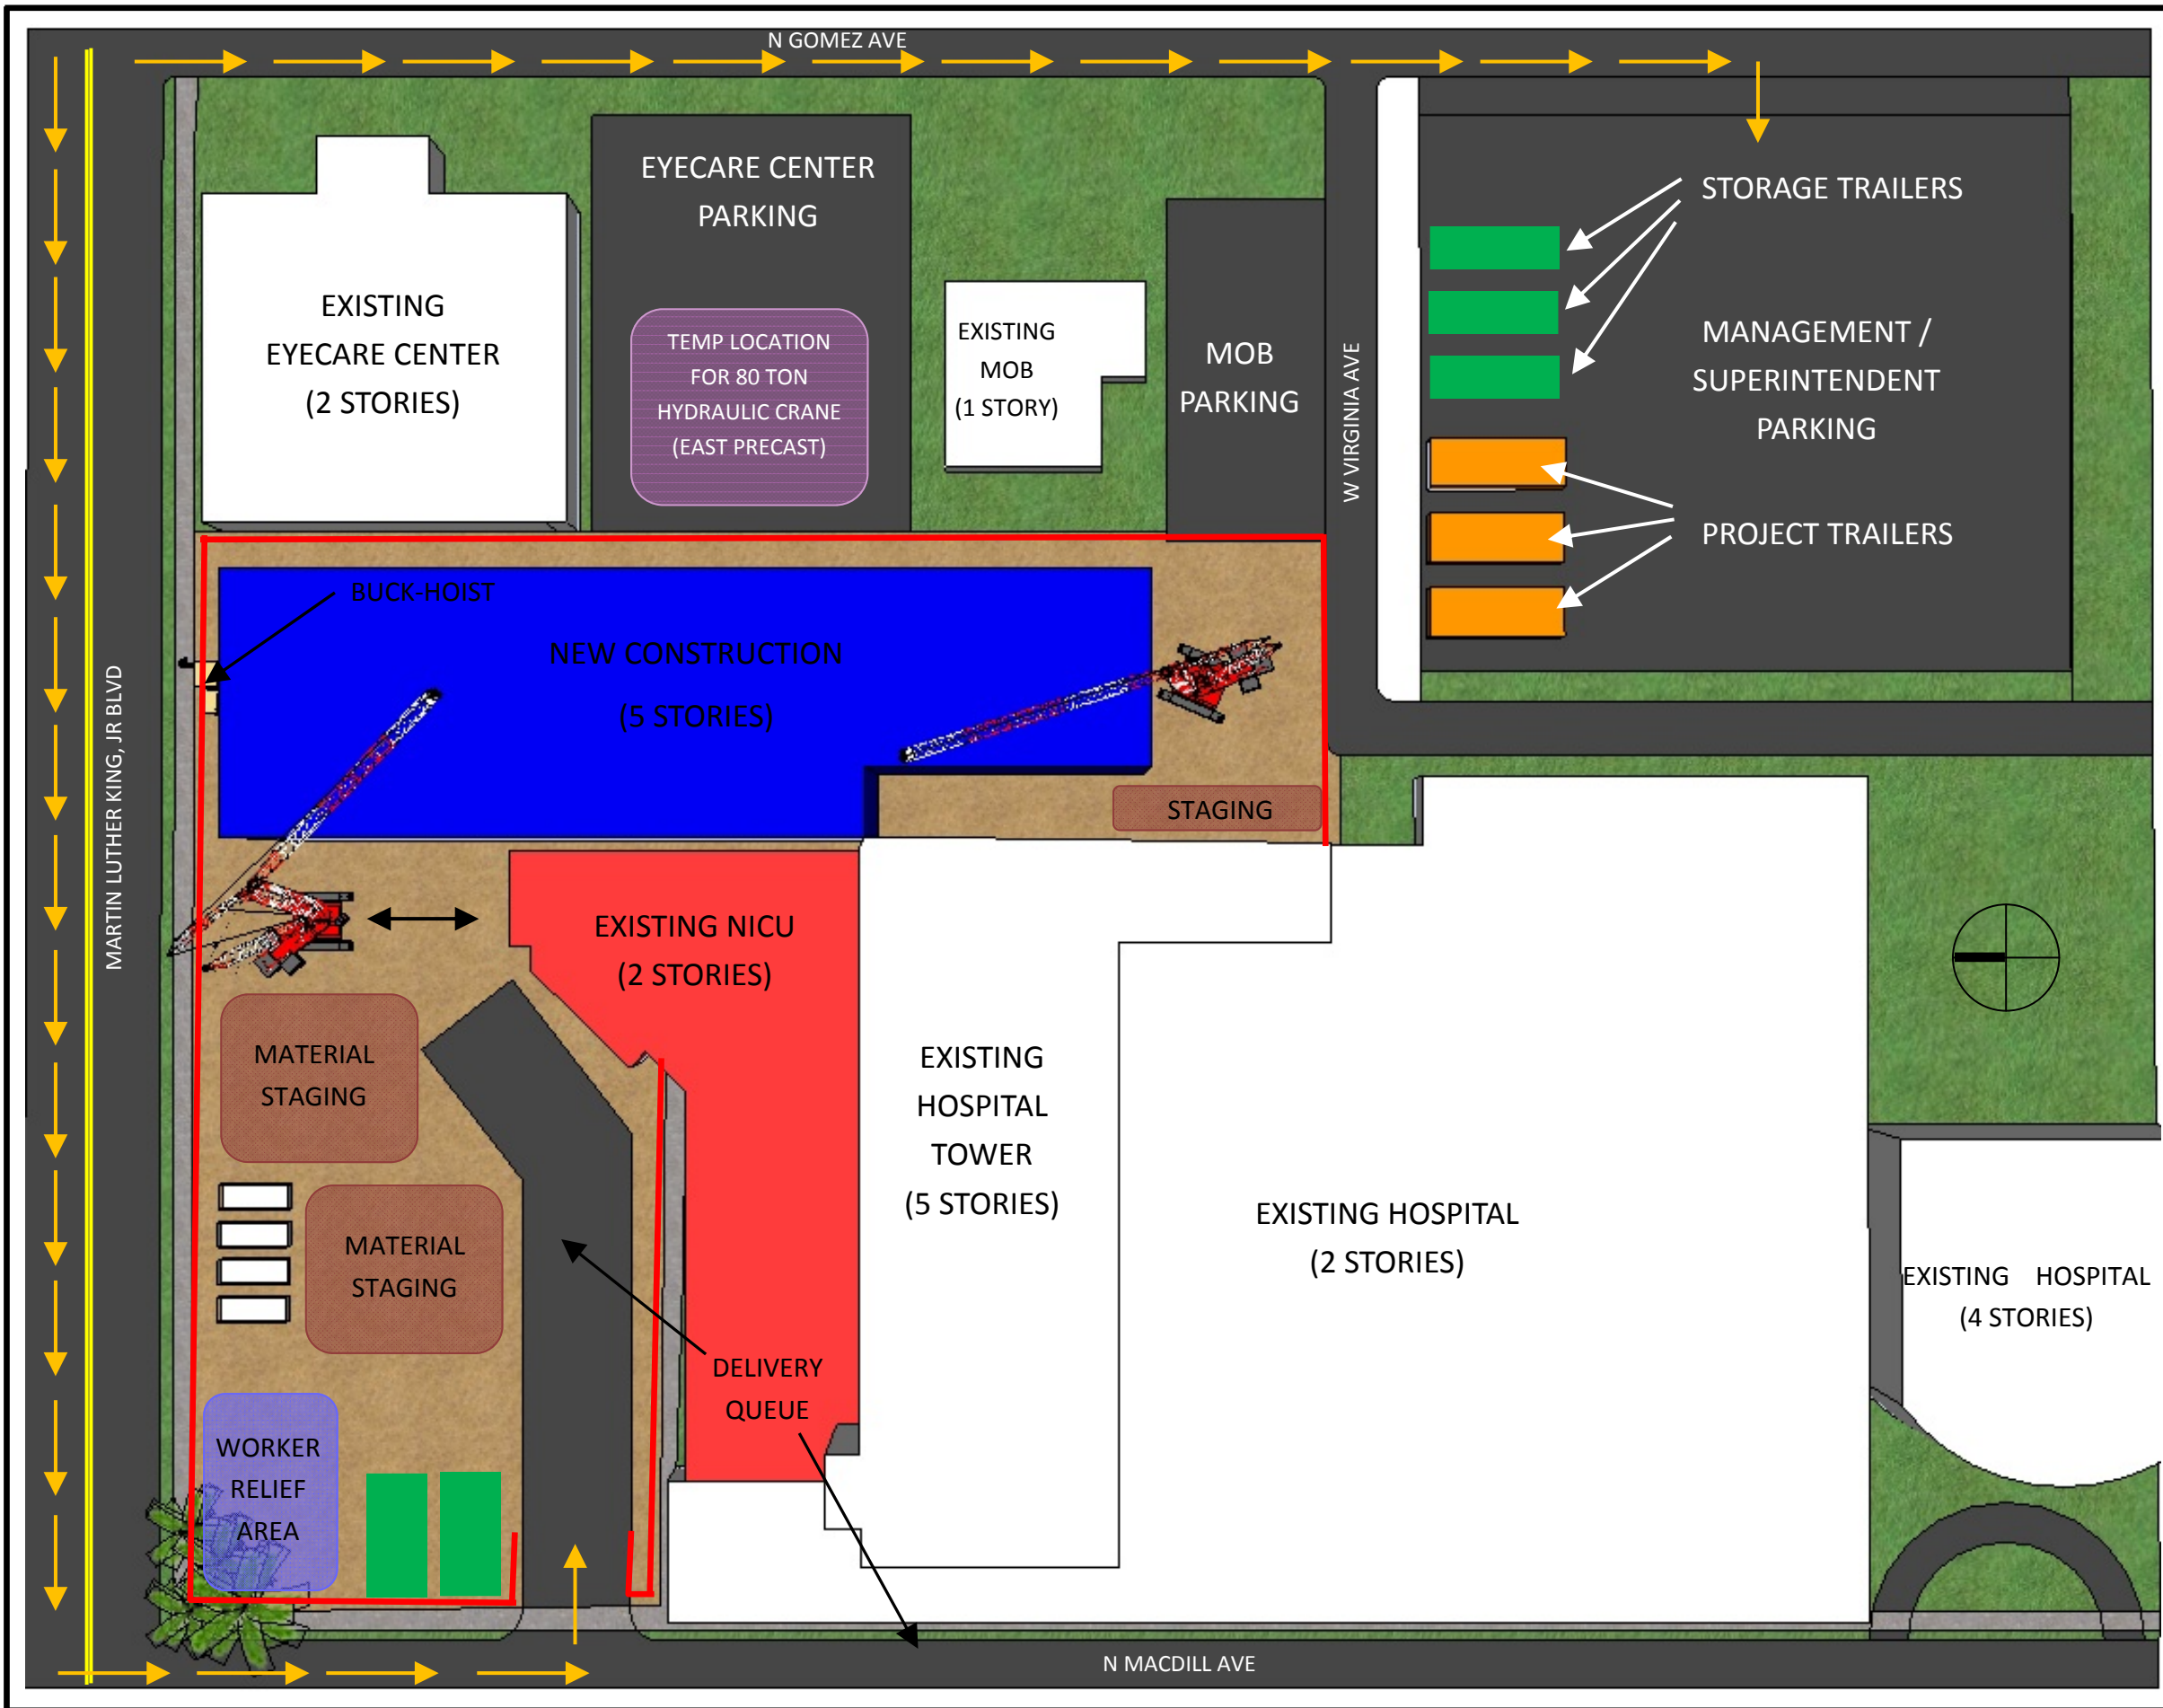 N GOMEZ AVE
EYECARE CENTER
PARKING
STORAGE TRAILERS
EXISTING
EYECARE CENTER
(2 STORIES)
TEMP LOCATION
FOR 80 TON
HYDRAULIC CRANE
(EAST PRECAST)
EXISTING
MOB
(1 STORY)
MOB
PARKING
W VIRGINIA AVE
MANAGEMENT /
SUPERINTENDENT
PARKING
PROJECT TRAILERS
BUCK-HOIST
NEW CONSTRUCTION
(5 STORIES)
STAGING
MARTIN LUTHER KING, JR BLVD
EXISTING NICU
(2 STORIES)
MATERIAL
STAGING
EXISTING
HOSPITAL
TOWER
(5 STORIES)
EXISTING HOSPITAL
(2 STORIES)
MATERIAL
STAGING
EXISTING HOSPITAL
(4 STORIES)
DELIVERY
QUEUE
WORKER
RELIEF
AREA
N MACDILL AVE